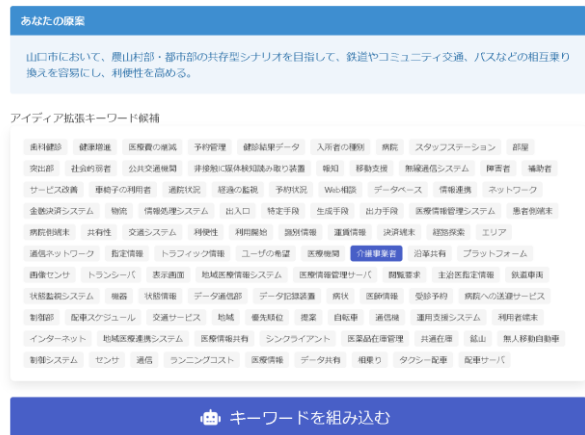 あなたの原案
山口市において、農山村部・都市部の共存型シナリオを目指して、鉄道やコミュニティ交通、バスなどの相互乗り
換えを容易にし、利便性を高める。
アイディア拡張キーワード候補
歯科健診 健康増進 医療費の削減 予約管理 健診結果データ 入所者の種別 病院 スタッフステーション 部屋
突出部 社会的弱者 公共交通機関 非接触IC媒体検知読み取り装置 報知 移動支援 無線通信システム 障害者 補助者
サービス改善 車椅子の利用者 通院状況 経過の監視 予約状況 Web相談 データベース 情報連携 ネットワーク
金融決済システム 物流 情報処理システム 出入口 特定手段 生成手段 出力手段 医療情報管理システム 患者側端末
病院側端末 共有性 交通システム 利便性 利用開始 識別情報 運賃情報 決済端末 経路探索 エリア
通信ネットワーク 指定情報 トラフィック情報 ユーザの希望 医療機関 介護事業者 沿革共有 プラットフォーム
画像センサ トランシーバ 表示画面 地域医療情報システム 医療情報管理サーバ 閲覧要求 主治医指定情報 鉄道車両
状態監視システム 機器 状態情報 データ通信部 データ記録装置 病状 医師情報 受診予約 病院への送迎サービス
制御部 配車スケジュール 交通サービス 地域 優先順位 提案 自転車 通信機 運用支援システム 利用者端末
インターネット 地域医療連携システム 医療情報共有 シンクライアント 医薬品在庫管理 共通在庫 鉱山 無人移動自動車
制御システム センサ 通信 ランニングコスト 医療情報 データ共有 相乗り タクシー配車 配車サーバ
キーワードを組み込む